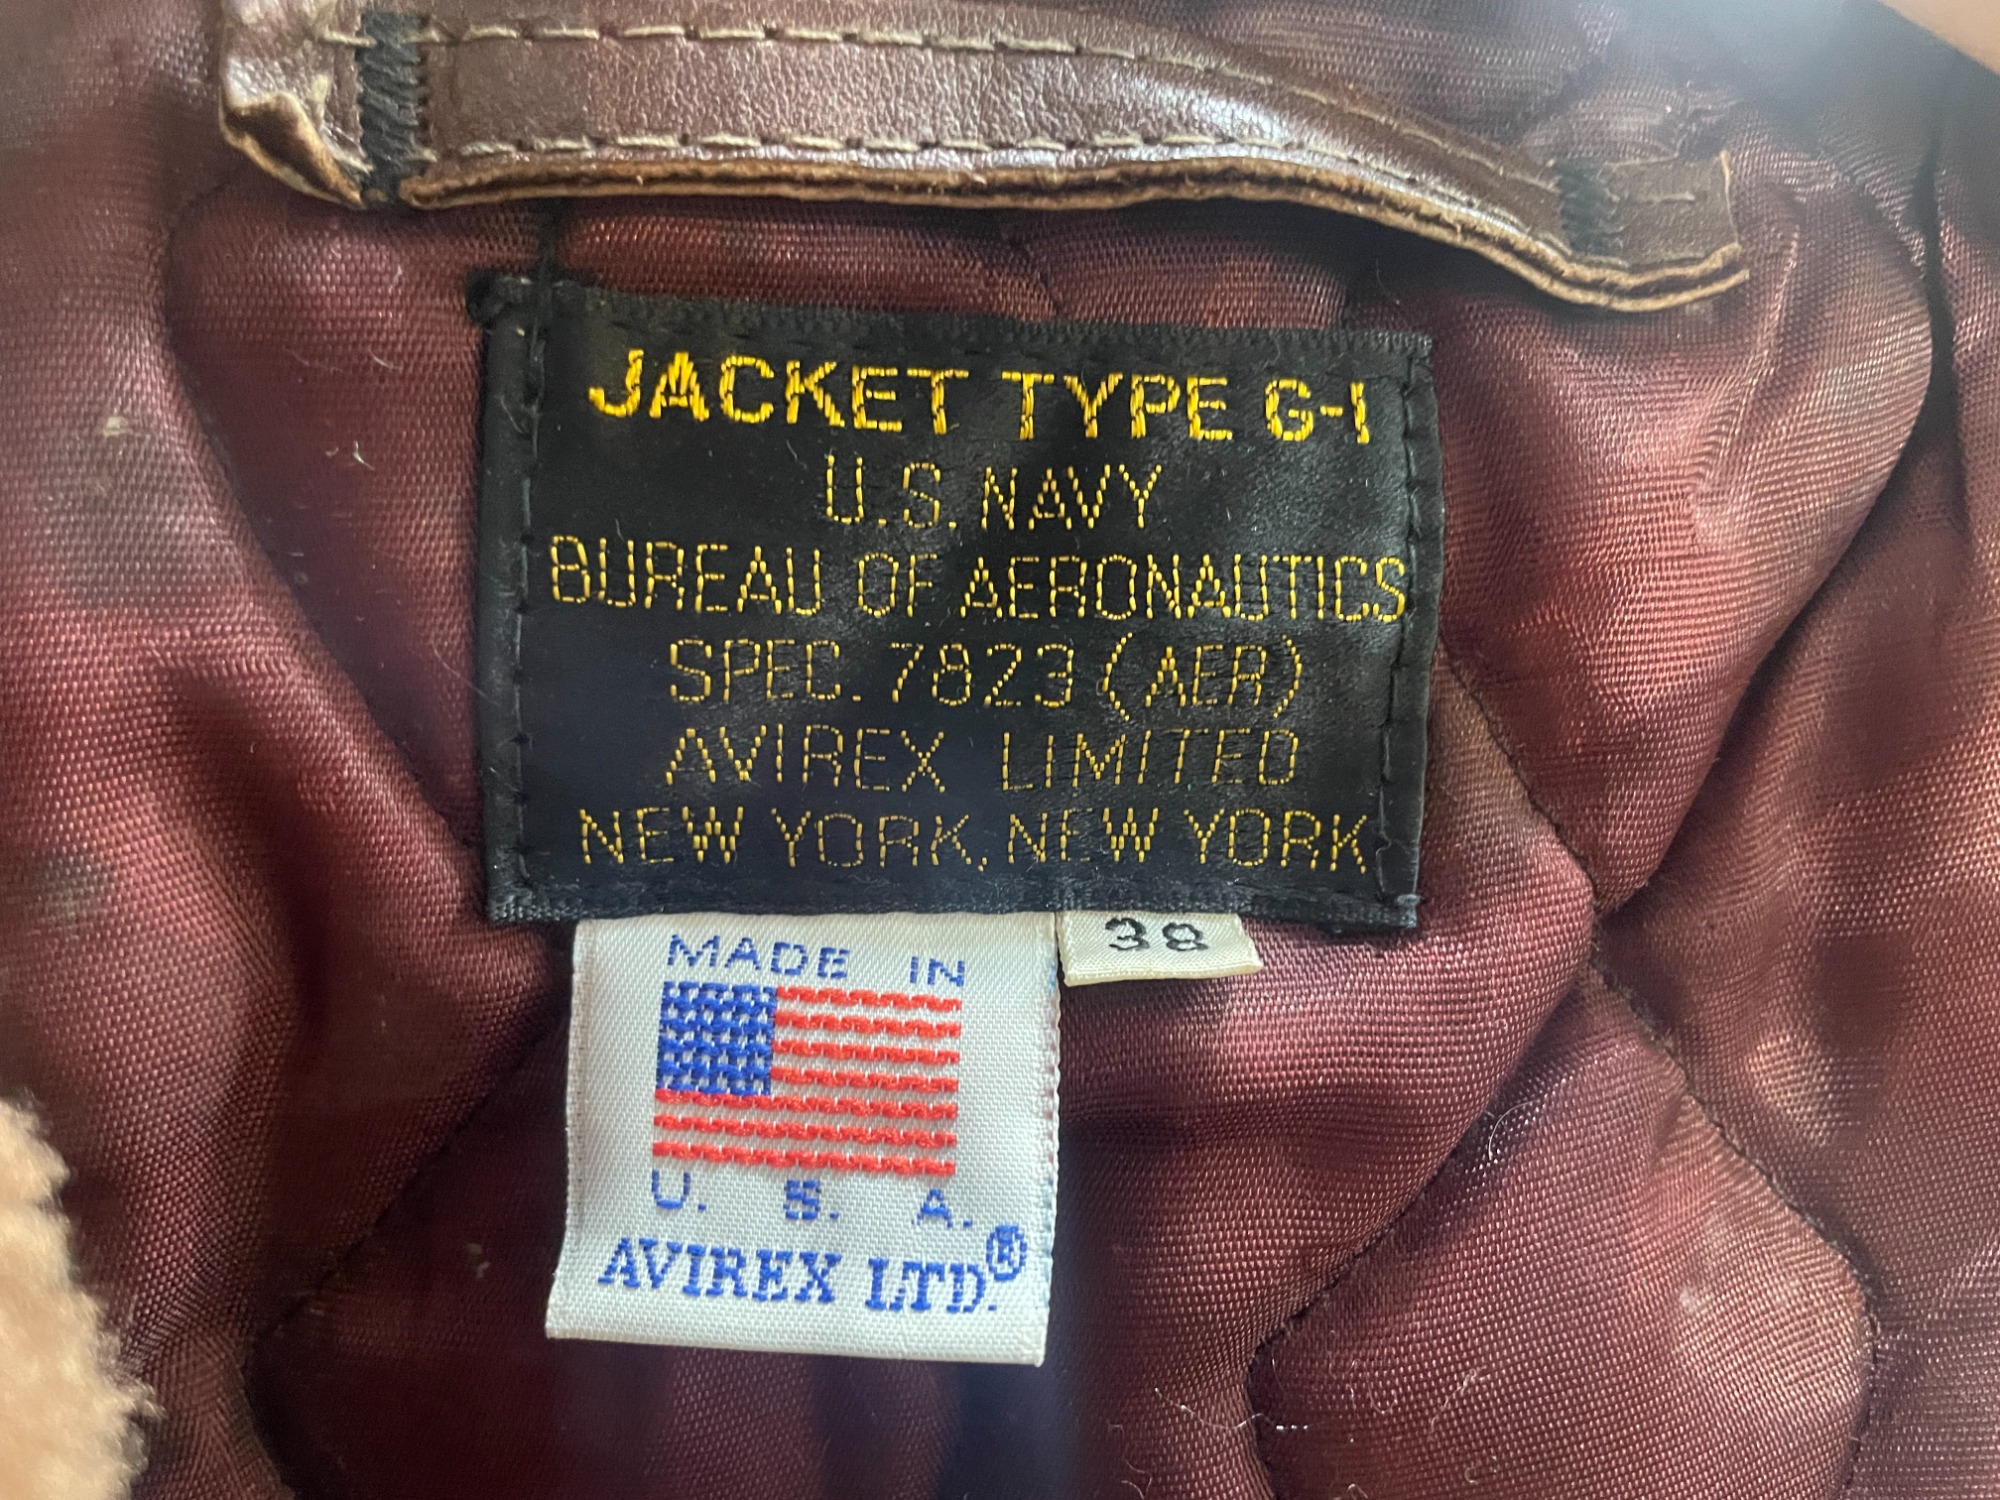 JACKET TYPE G-1
U.S. NAVY
BUREAU OF AERONAUTICS
SPEC. 7823 (AER)
AVIREX LIMITED
NEW YORK, NEW YORK
38
MADE IN
U. S. A.
AVIREX LTD.®